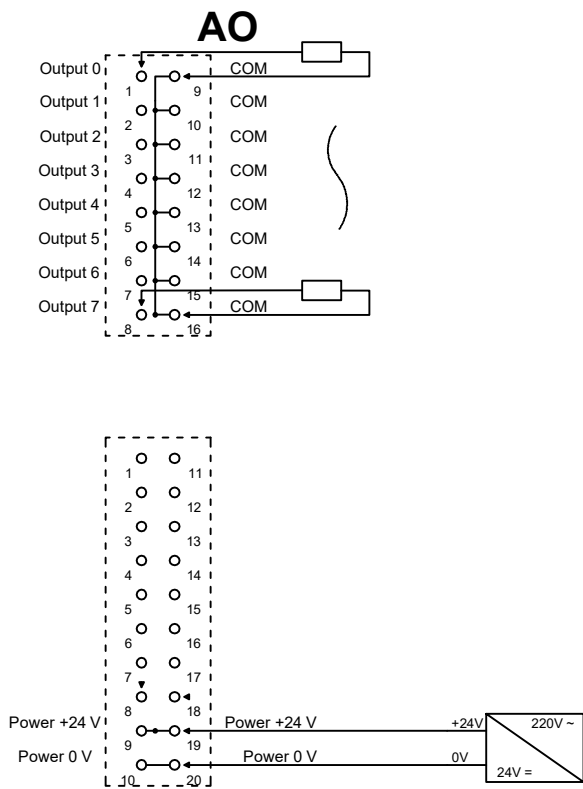 AO
Output 0 COM
1 9
Output 1 COM
2 10
Output 2 COM
3 11
Output 3 COM
4 12
Output 4 COM
5 13
Output 5 COM
6 14
Output 6 COM
7 15
Output 7 COM
8 16
1 11
2 12
3 13
4 14
5 15
6 16
7 17
8 18
Power +24 V Power +24 V +24V 220V ~
9 19
Power 0 V Power 0 V 0V
24V =
10 20